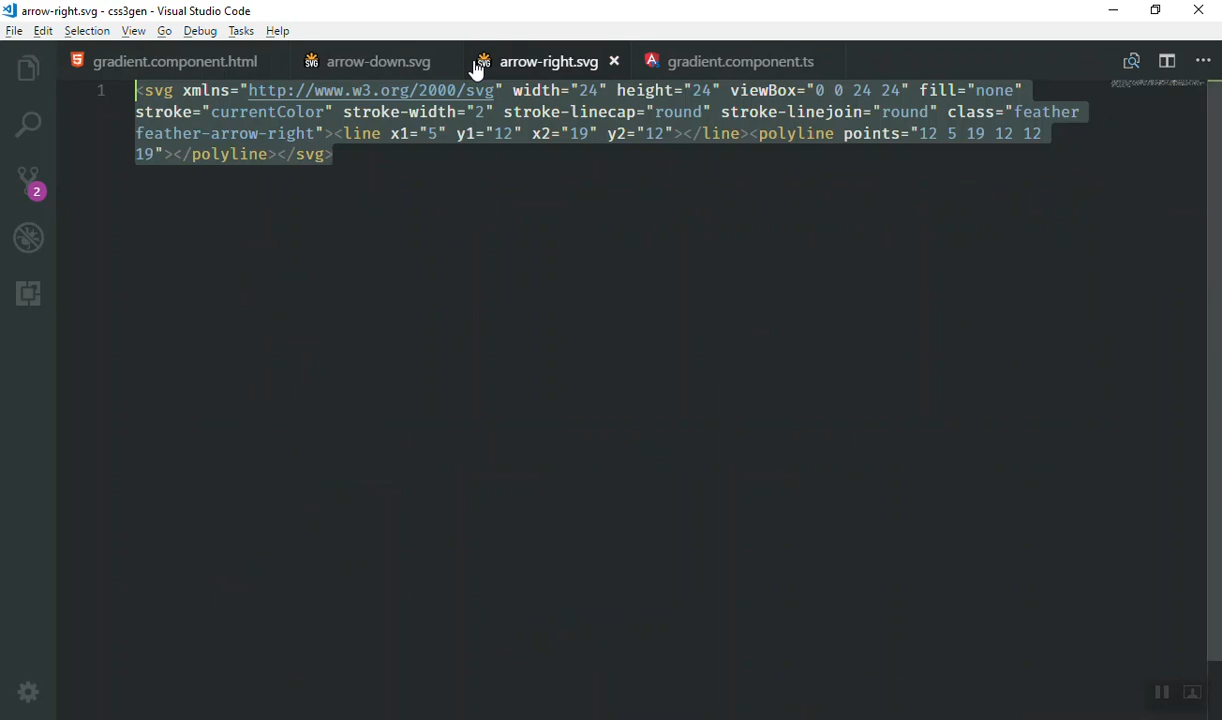 arrow-right.svg - css3gen - Visual Studio Code
File Edit Selection View Go Debug Tasks Help
gradient.component.html arrow-down.svg arrow-right.svg gradient.component.ts
1 <svg xmlns="http://www.w3.org/2000/svg" width="24" height="24" viewBox="0 0 24 24" fill="none"
stroke="currentColor" stroke-width="2" stroke-linecap="round" stroke-linejoin="round" class="feather
feather-arrow-right"><line x1="5" y1="12" x2="19" y2="12"></line><polyline points="12 5 19 12 12
19"></polyline></svg>
2